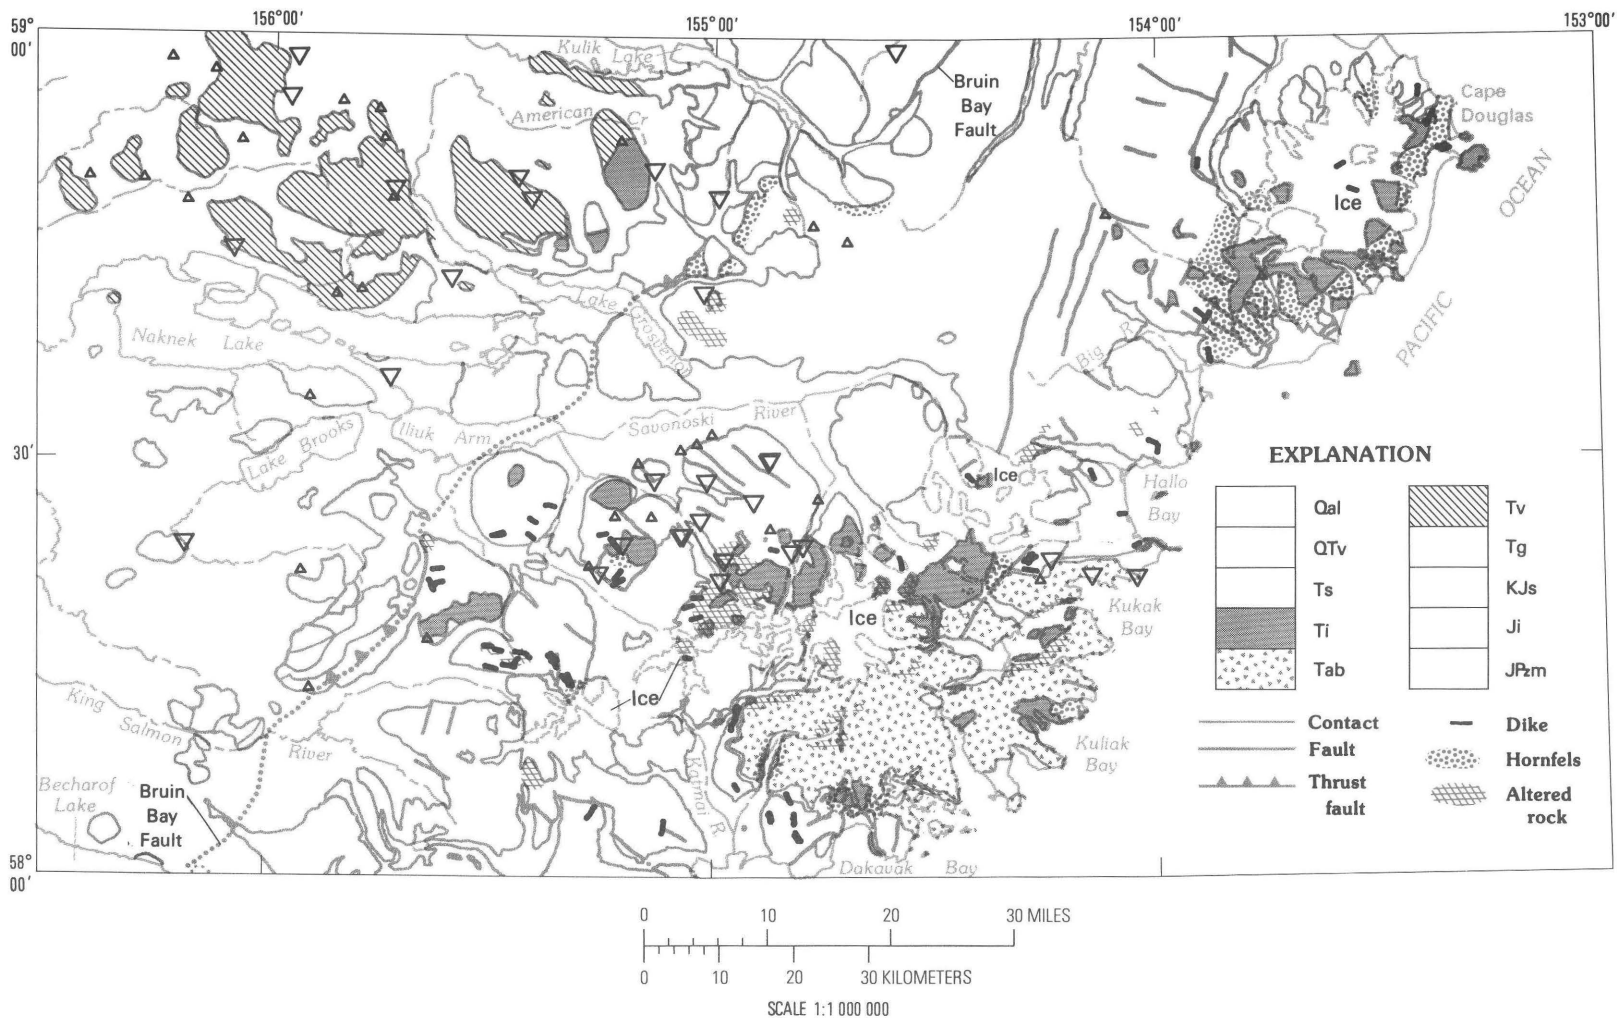 156°00′
155°00′
154°00′
153°00′
59°
00′
Kulik
Lake
Bruin
Bay
Fault
Cape
Douglas
American Cr
OCEAN
Ice
Lake
Grosvenor
Naknek Lake
Big R
PACIFIC
Iliuk Arm
Savonoski River
Lake Brooks
30′
Ice
Hallo
Bay
EXPLANATION
Qal
QTv
Ts
Ti
Tab
Tv
Tg
KJs
Ji
JPzm
Contact
Fault
Thrust
fault
Dike
Hornfels
Altered
rock
Ice
Kukak
Bay
Ice
King
Salmon
River
Kuliak
Bay
Katmai R
Becharof
Lake
Bruin
Bay
Fault
58°
00′
Dakavak Bay
0 10 20 30 MILES
0 10 20 30 KILOMETERS
SCALE 1:1 000 000